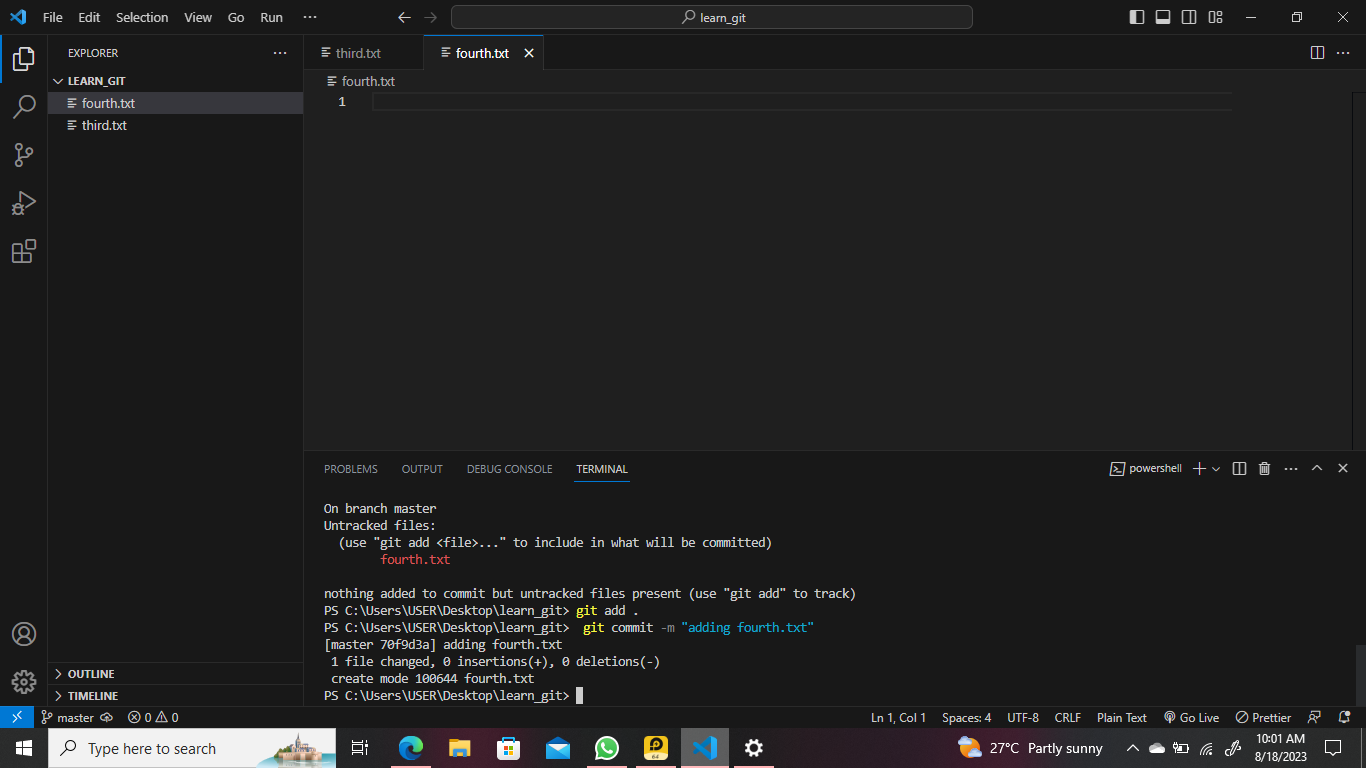 File Edit Selection View Go Run ···
learn_git
EXPLORER
LEARN_GIT
fourth.txt
third.txt
third.txt
fourth.txt
fourth.txt
1
PROBLEMS OUTPUT DEBUG CONSOLE TERMINAL
powershell
On branch master
Untracked files:
(use "git add <file>..." to include in what will be committed)
fourth.txt
nothing added to commit but untracked files present (use "git add" to track)
PS C:\Users\USER\Desktop\learn_git> git add .
PS C:\Users\USER\Desktop\learn_git>  git commit -m "adding fourth.txt"
[master 70f9d3a] adding fourth.txt
1 file changed, 0 insertions(+), 0 deletions(-)
create mode 100644 fourth.txt
PS C:\Users\USER\Desktop\learn_git>
OUTLINE
TIMELINE
master 0 0 Ln 1, Col 1 Spaces: 4 UTF-8 CRLF Plain Text Go Live Prettier
Type here to search
64
27°C Partly sunny
10:01 AM
8/18/2023